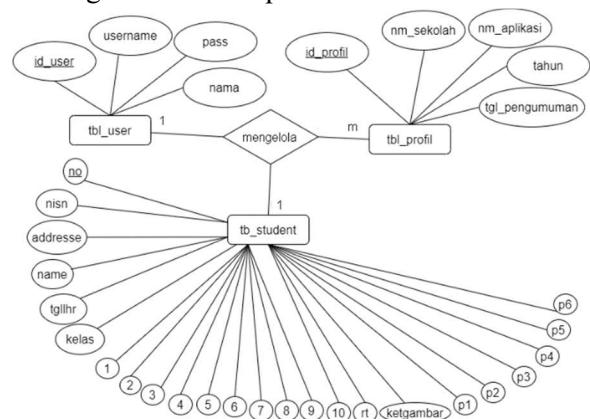 username
pass
id_user
nama
nm_sekolah
nm_aplikasi
id_profil
tahun
tgl_pengumuman
tbl_user
1
mengelola
m
tbl_profil
1
tb_student
no
nisn
addresse
name
tgllhr
kelas
1
2
3
4
5
6
7
8
9
10
rt
ketgambar
p1
p2
p3
p4
p5
p6